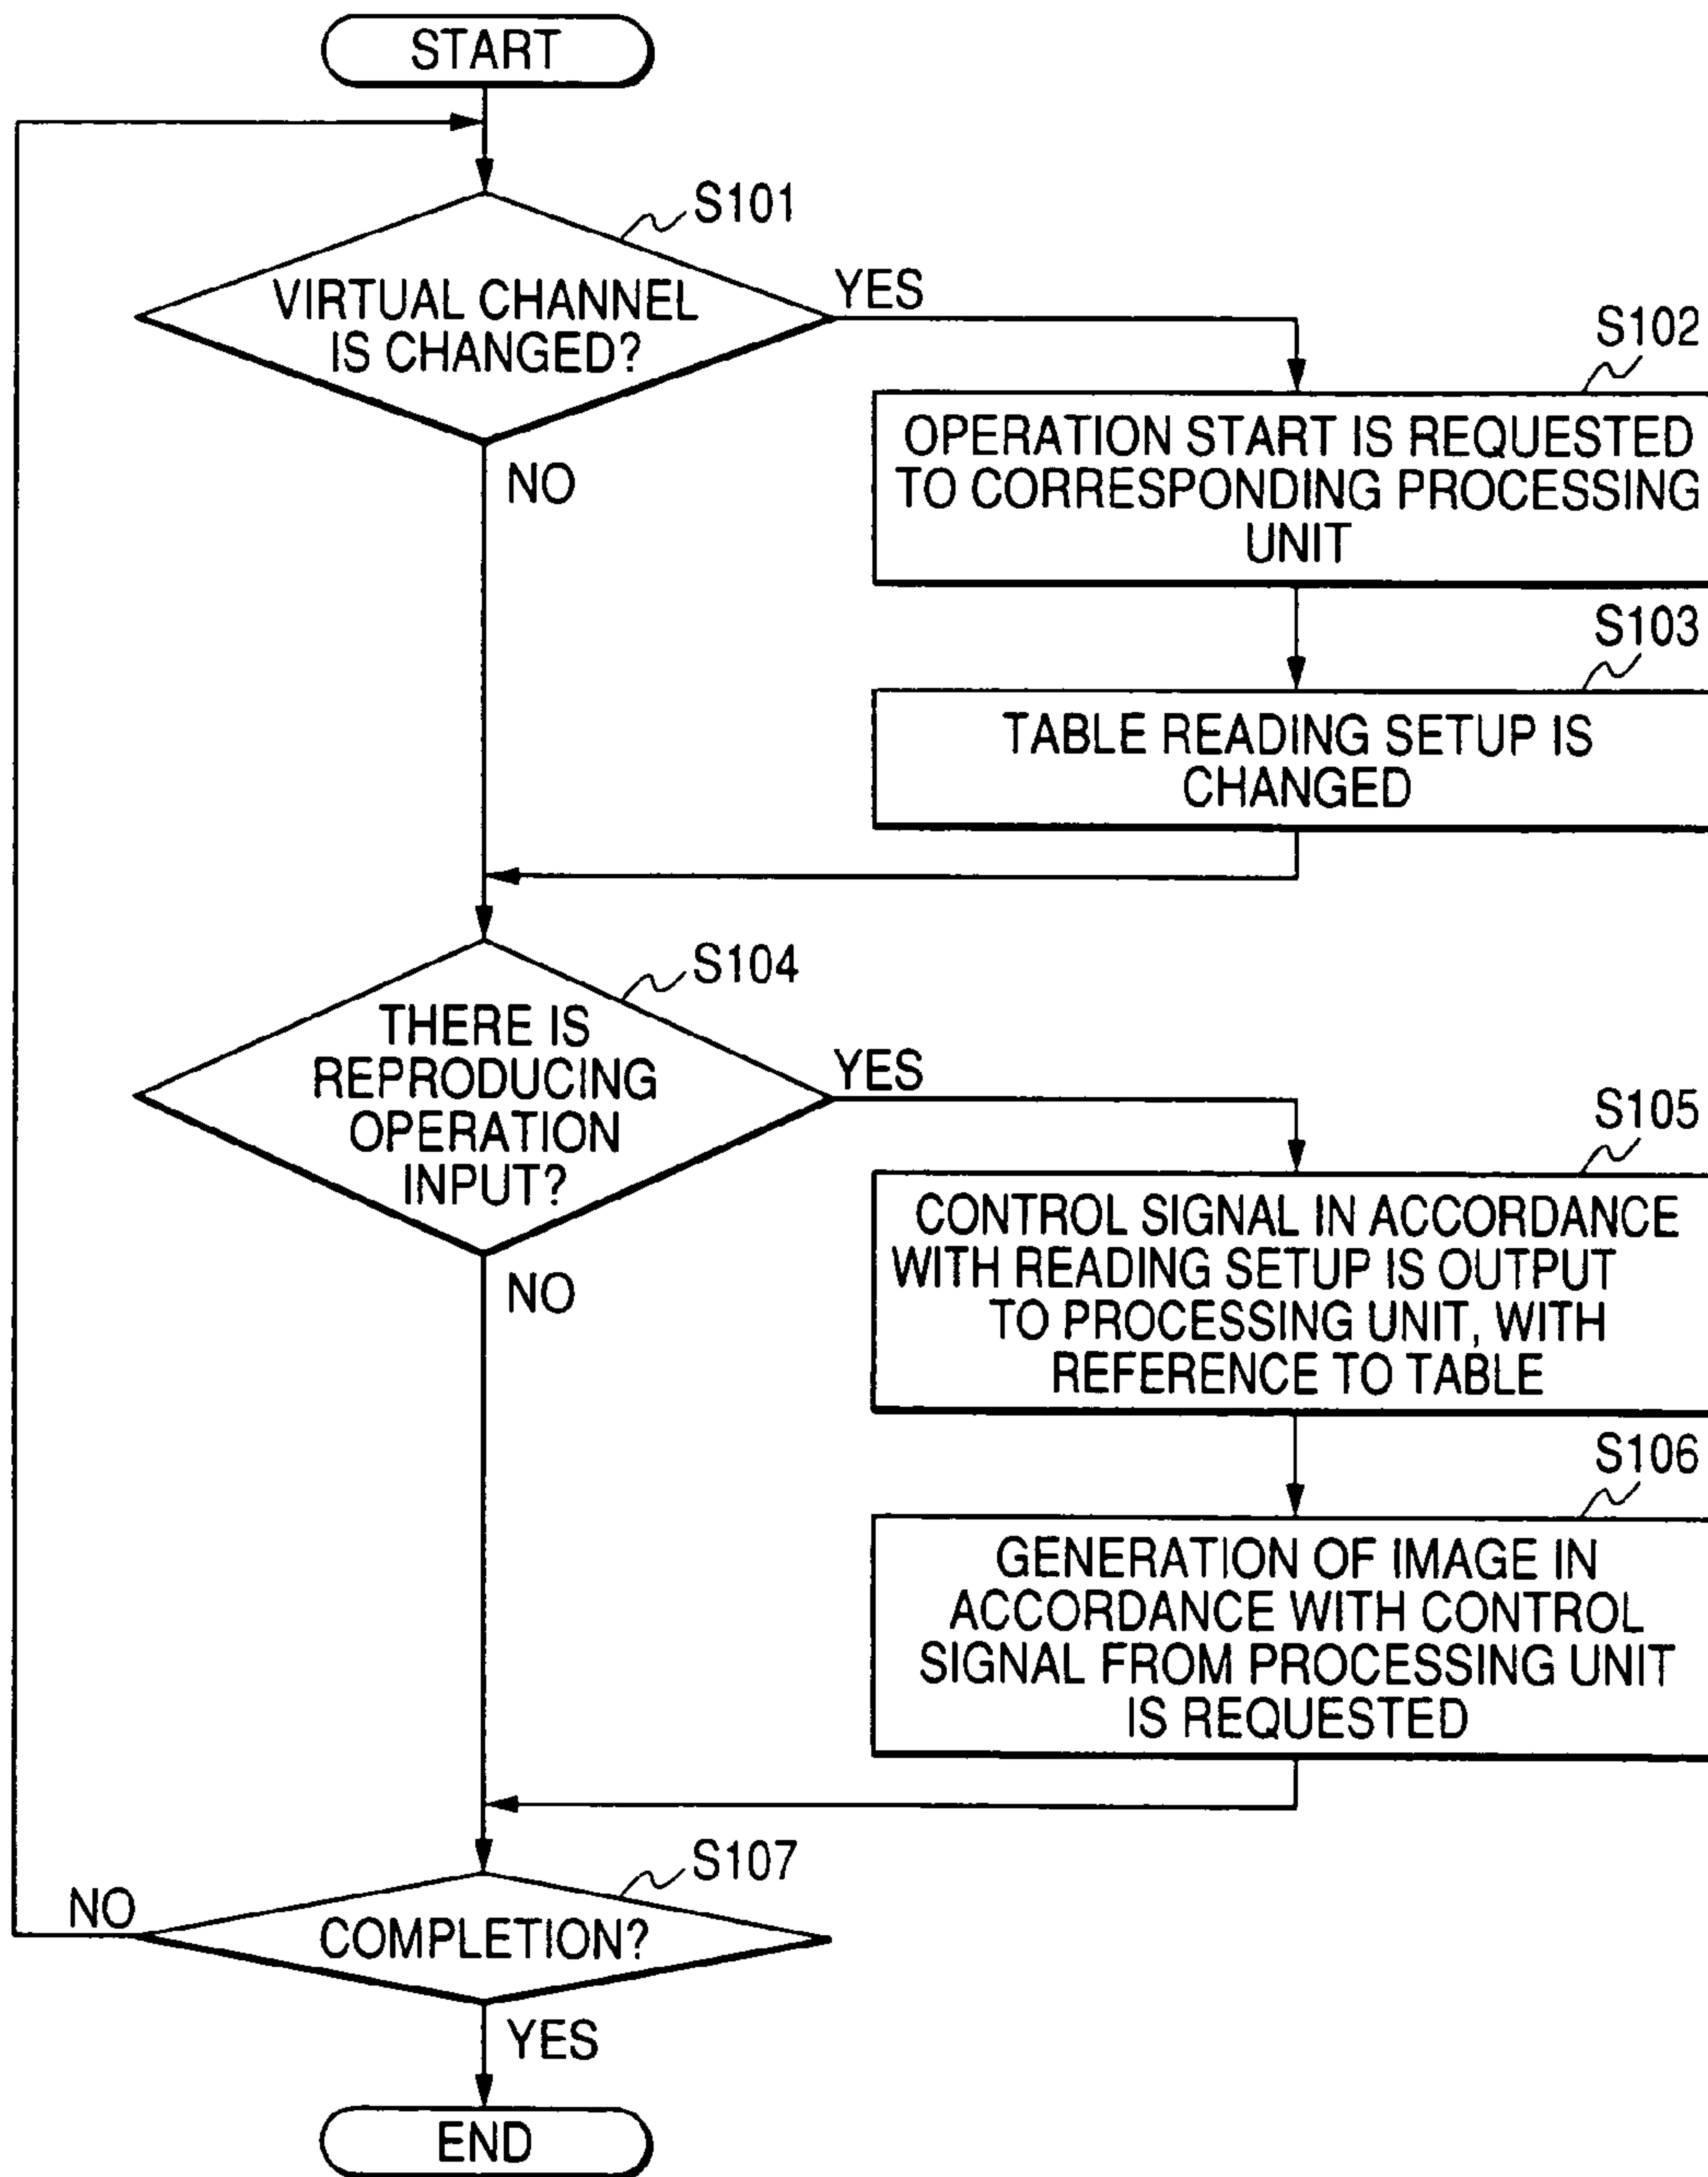 START
S101
VIRTUAL CHANNEL
IS CHANGED?
YES
NO
S102
OPERATION START IS REQUESTED
TO CORRESPONDING PROCESSING
UNIT
S103
TABLE READING SETUP IS
CHANGED
S104
THERE IS
REPRODUCING
OPERATION
INPUT?
YES
NO
S105
CONTROL SIGNAL IN ACCORDANCE
WITH READING SETUP IS OUTPUT
TO PROCESSING UNIT, WITH
REFERENCE TO TABLE
S106
GENERATION OF IMAGE IN
ACCORDANCE WITH CONTROL
SIGNAL FROM PROCESSING UNIT
IS REQUESTED
S107
NO
COMPLETION?
YES
END